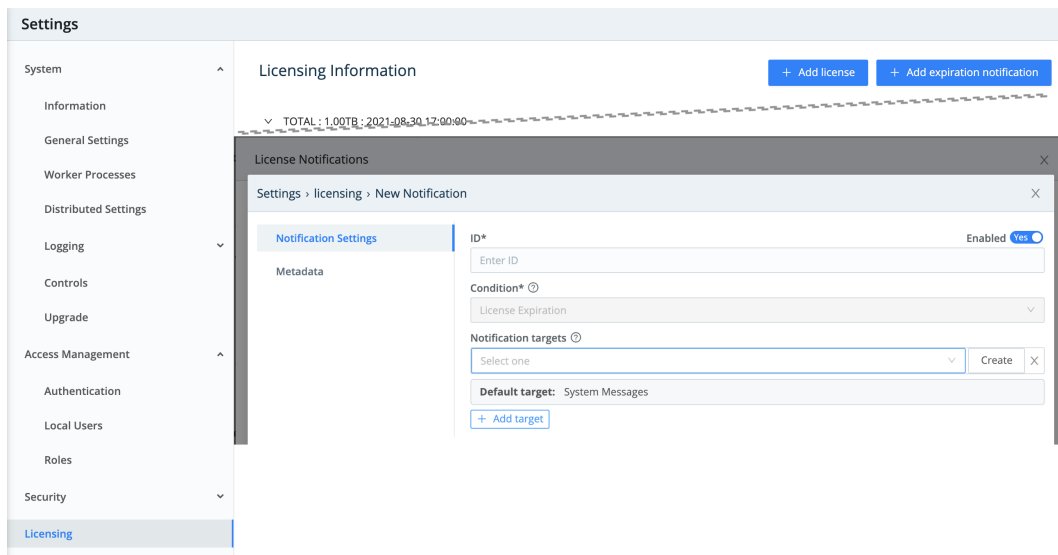 Settings
System
Information
General Settings
Worker Processes
Distributed Settings
Logging
Controls
Upgrade
Access Management
Authentication
Local Users
Roles
Security
Licensing
Licensing Information
+ Add license
+ Add expiration notification
TOTAL : 1.00TB : 2021-08-30 17:00:00
License Notifications
Settings › licensing › New Notification
Notification Settings
Metadata
ID*
Enabled Yes
Enter ID
Condition*
License Expiration
Notification targets
Select one
Create
Default target: System Messages
+ Add target